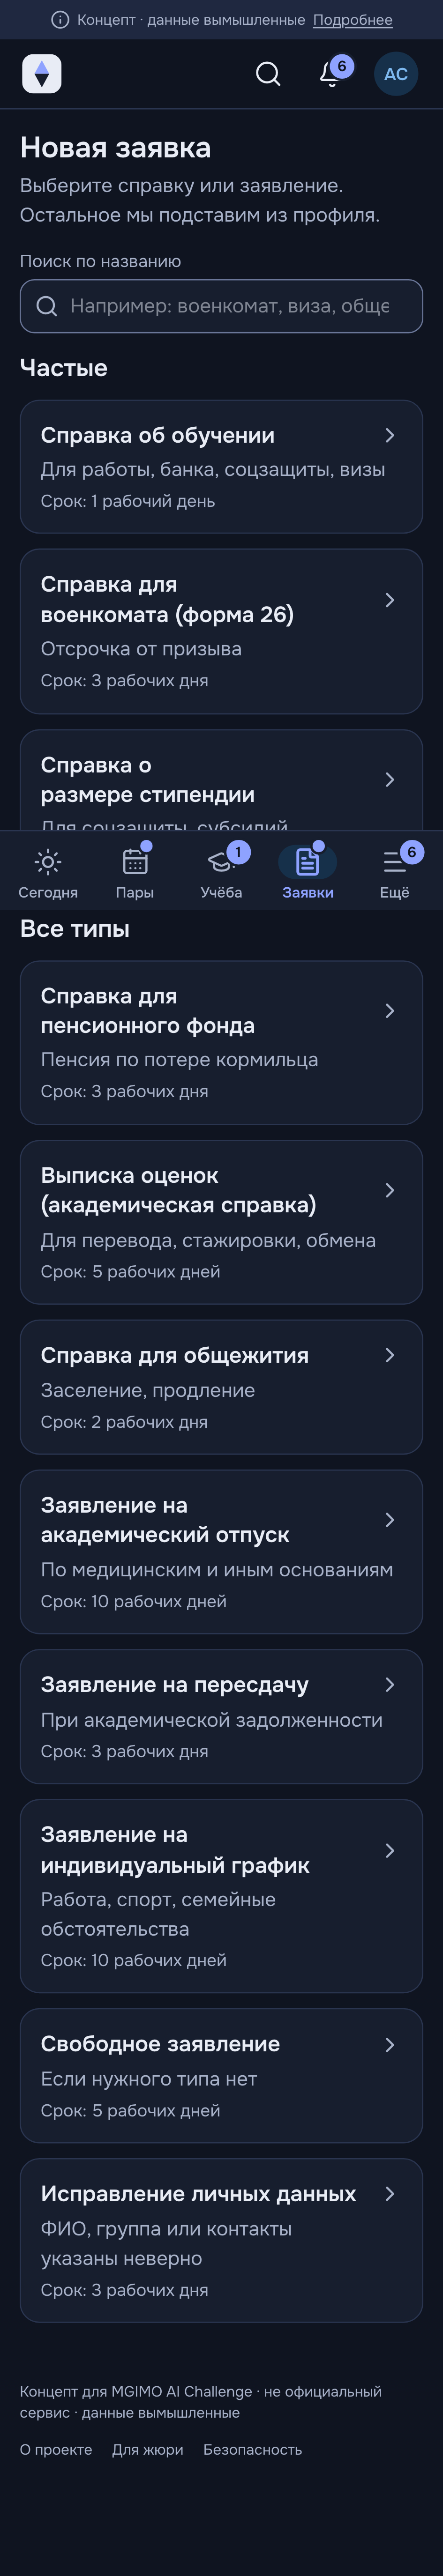 Концепт · данные вымышленные Подробнее
6
АС
Новая заявка
Выберите справку или заявление.
Остальное мы подставим из профиля.
Поиск по названию
Например: военкомат, виза, обще
Частые
Справка об обучении
Для работы, банка, соцзащиты, визы
Срок: 1 рабочий день
Справка для
военкомата (форма 26)
Отсрочка от призыва
Срок: 3 рабочих дня
Справка о
размере стипендии
Для соцзащиты, субсидий
1
6
Сегодня
Пары
Учёба
Заявки
Ещё
Все типы
Справка для
пенсионного фонда
Пенсия по потере кормильца
Срок: 3 рабочих дня
Выписка оценок
(академическая справка)
Для перевода, стажировки, обмена
Срок: 5 рабочих дней
Справка для общежития
Заселение, продление
Срок: 2 рабочих дня
Заявление на
академический отпуск
По медицинским и иным основаниям
Срок: 10 рабочих дней
Заявление на пересдачу
При академической задолженности
Срок: 3 рабочих дня
Заявление на
индивидуальный график
Работа, спорт, семейные
обстоятельства
Срок: 10 рабочих дней
Свободное заявление
Если нужного типа нет
Срок: 5 рабочих дней
Исправление личных данных
ФИО, группа или контакты
указаны неверно
Срок: 3 рабочих дня
Концепт для MGIMO AI Challenge · не официальный
сервис · данные вымышленные
О проекте Для жюри Безопасность